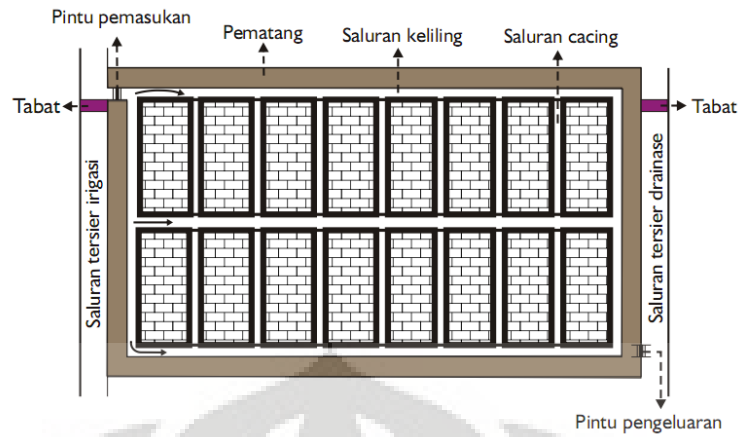 Pintu pemasukan
Pematang
Saluran keliling
Saluran cacing
Tabat
Tabat
Saluran tersier irigasi
Saluran tersier drainase
Pintu pengeluaran